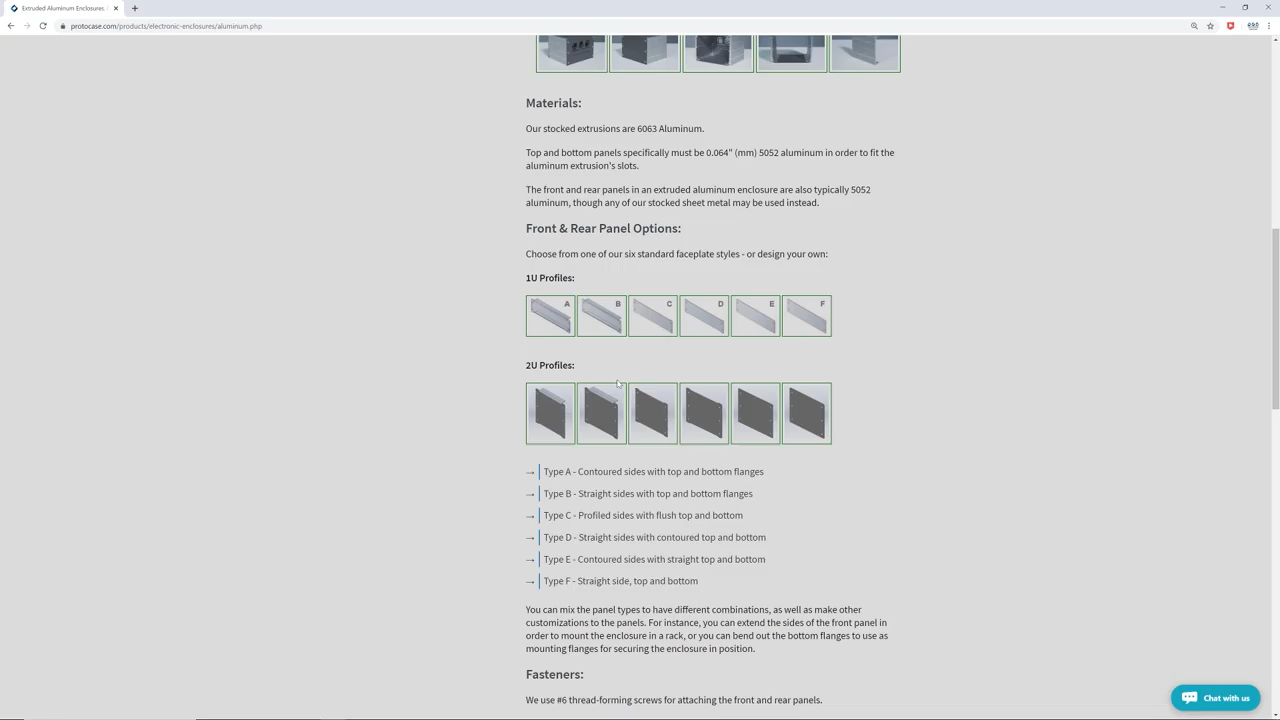 Extruded Aluminum Enclosures.
protocase.com/products/electronic-enclosures/aluminum.php
Materials:
Our stocked extrusions are 6063 Aluminum.
Top and bottom panels specifically must be 0.064" (mm) 5052 aluminum in order to fit the
aluminum extrusion's slots.
The front and rear panels in an extruded aluminum enclosure are also typically 5052
aluminum, though any of our stocked sheet metal may be used instead.
Front & Rear Panel Options:
Choose from one of our six standard faceplate styles - or design your own:
1U Profiles:
A B C D E F
2U Profiles:
→ Type A - Contoured sides with top and bottom flanges
→ Type B - Straight sides with top and bottom flanges
→ Type C - Profiled sides with flush top and bottom
→ Type D - Straight sides with contoured top and bottom
→ Type E - Contoured sides with straight top and bottom
→ Type F - Straight side, top and bottom
You can mix the panel types to have different combinations, as well as make other
customizations to the panels. For instance, you can extend the sides of the front panel in
order to mount the enclosure in a rack, or you can bend out the bottom flanges to use as
mounting flanges for securing the enclosure in position.
Fasteners:
We use #6 thread-forming screws for attaching the front and rear panels.
Chat with us